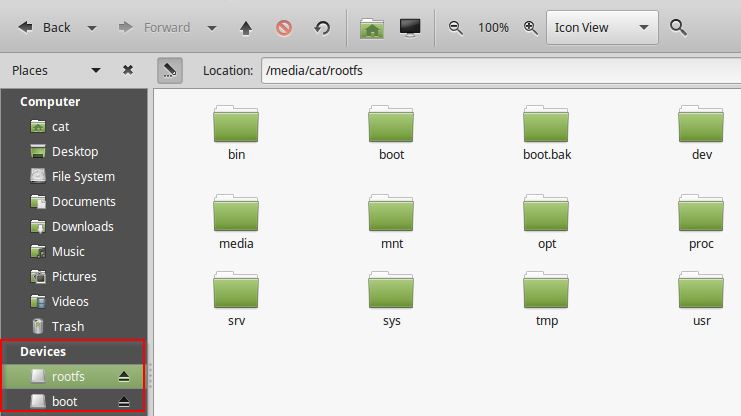 Back Forward 100% Icon View
Places Location: /media/cat/rootfs
Computer
cat
Desktop
File System
Documents
Downloads
Music
Pictures
Videos
Trash
Devices
rootfs
boot
bin boot boot.bak dev
media mnt opt proc
srv sys tmp usr